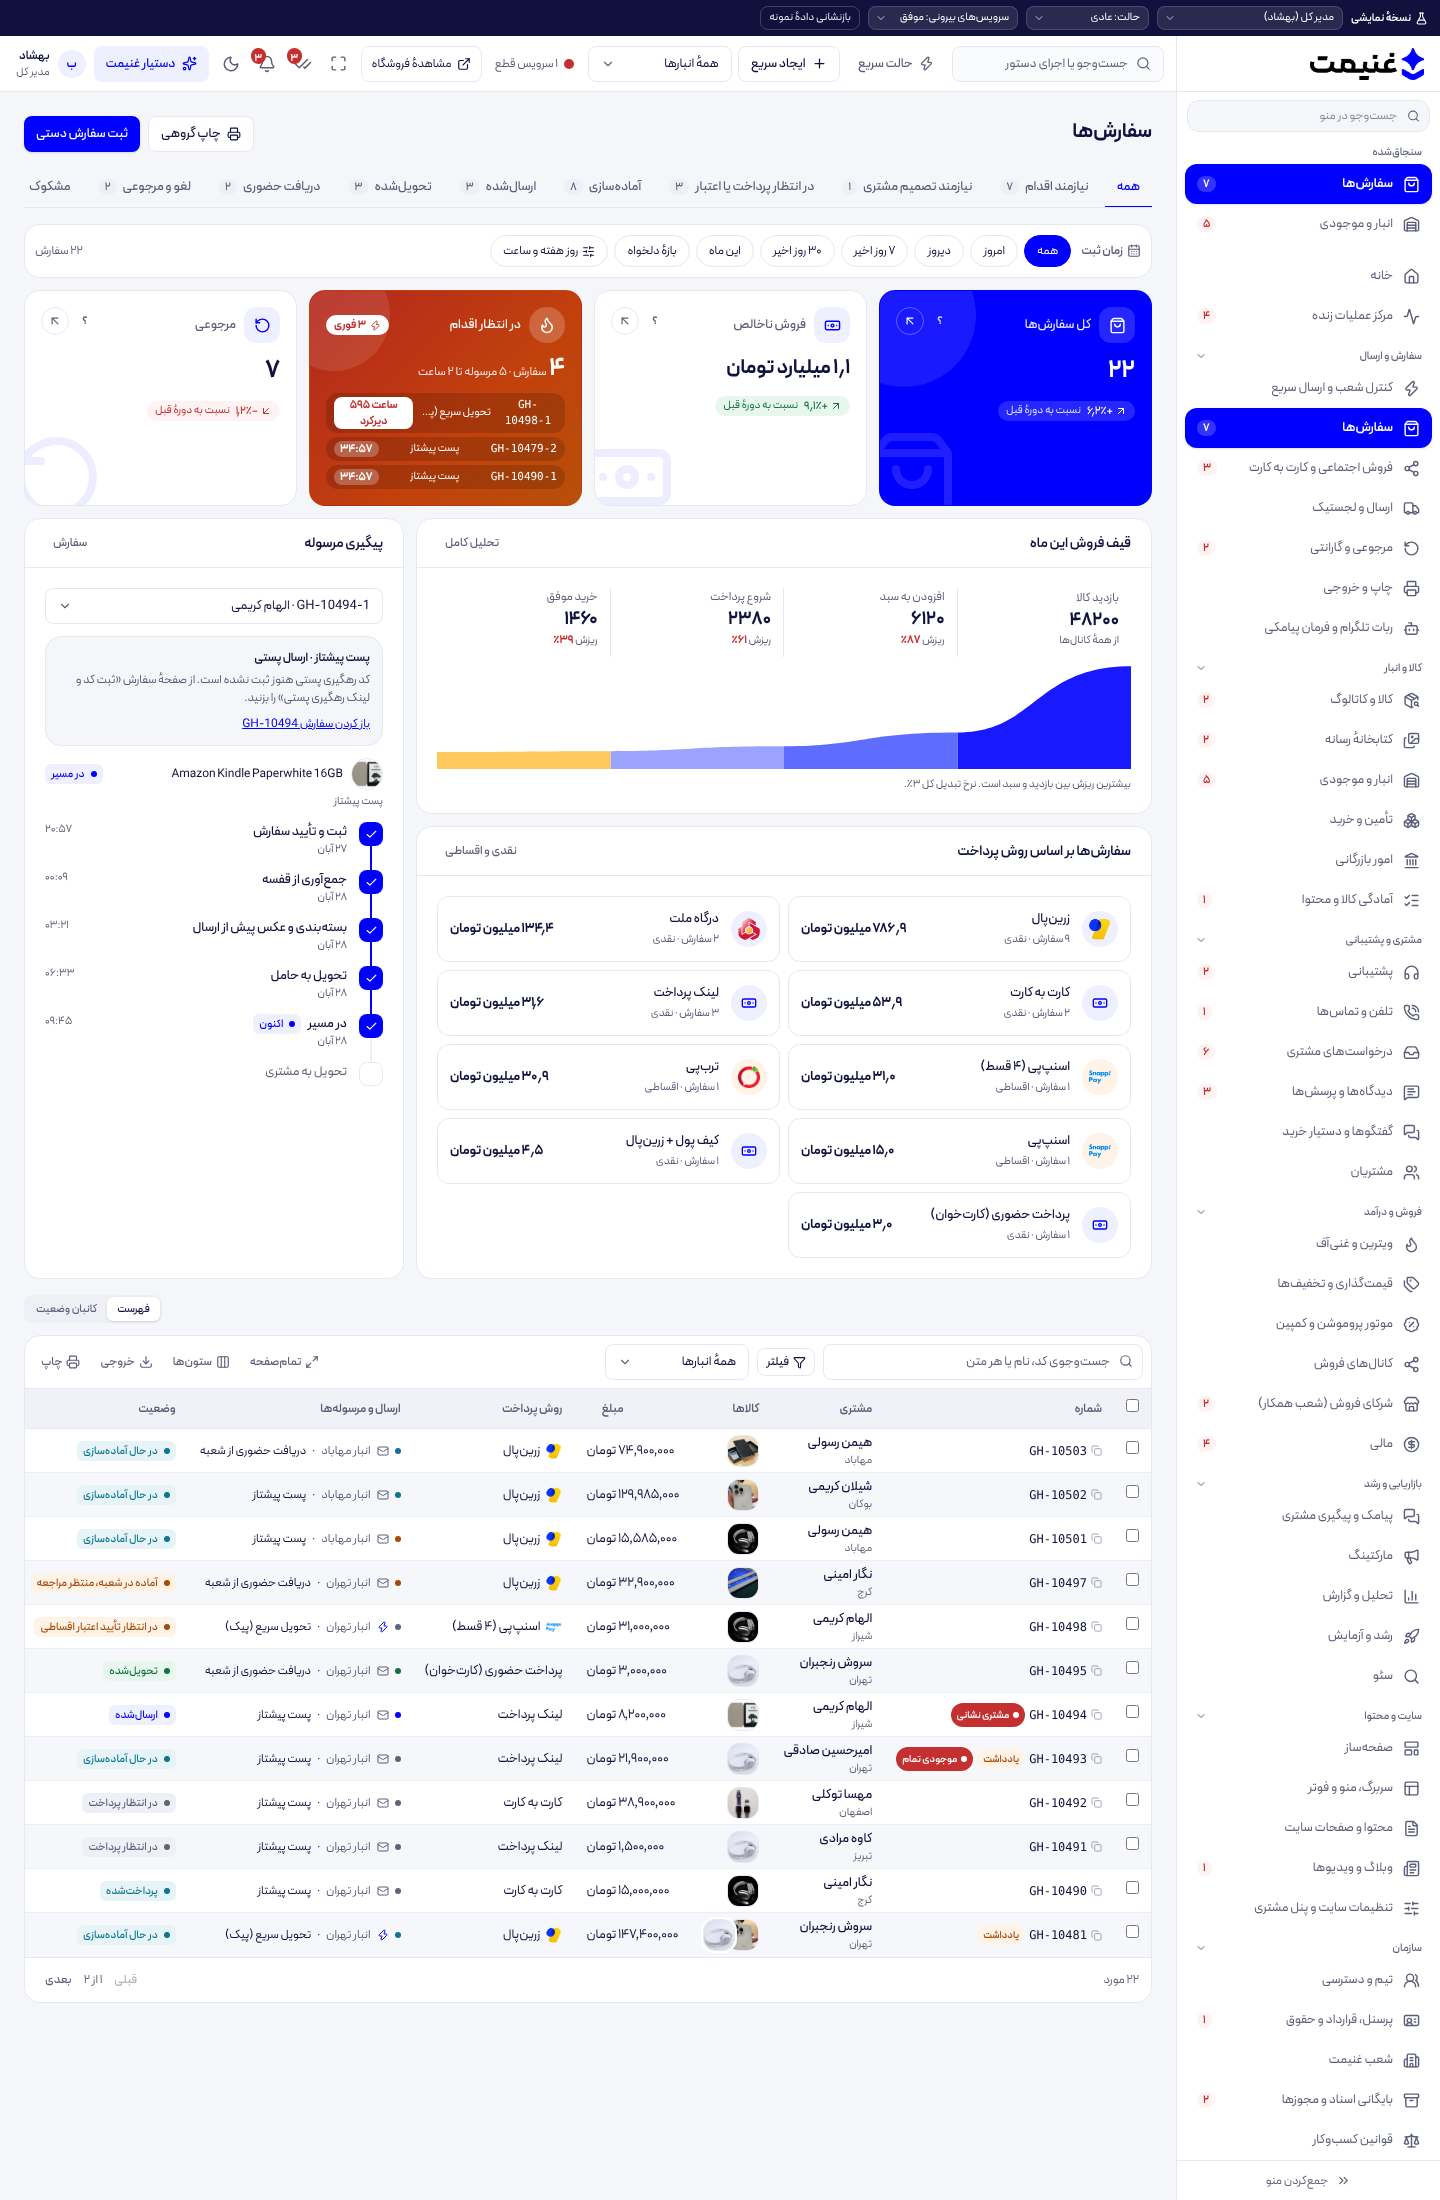 نسخهٔ نمایشی
مدیر کل (بهشاد)
حالت: عادی
سرویس‌های بیرونی: موفق
بازنشانی دادهٔ نمونه
غنیمت
جست‌وجو یا اجرای دستور
حالت سریع
ایجاد سریع
همهٔ انبارها
۱ سرویس قطع
مشاهدهٔ فروشگاه
۳
۳
دستیار غنیمت
ب
بهشاد
مدیر کل
جست‌وجو در منو
سنجاق‌شده
سفارش‌ها ۷
انبار و موجودی ۵
خانه
مرکز عملیات زنده ۴
سفارش و ارسال
کنترل شعب و ارسال سریع
سفارش‌ها ۷
فروش اجتماعی و کارت به کارت ۳
ارسال و لجستیک
مرجوعی و گارانتی ۲
چاپ و خروجی
ربات تلگرام و فرمان پیامکی
کالا و انبار
کالا و کاتالوگ ۲
کتابخانهٔ رسانه ۲
انبار و موجودی ۵
تأمین و خرید
امور بازرگانی
آمادگی کالا و محتوا ۱
مشتری و پشتیبانی
پشتیبانی ۲
تلفن و تماس‌ها ۱
درخواست‌های مشتری ۶
دیدگاه‌ها و پرسش‌ها ۳
گفتگوها و دستیار خرید
مشتریان
فروش و درآمد
ویترین و غنی‌آف
قیمت‌گذاری و تخفیف‌ها
موتور پروموشن و کمپین
کانال‌های فروش
شرکای فروش (شعب همکار) ۲
مالی ۴
بازاریابی و رشد
پیامک و پیگیری مشتری
مارکتینگ
تحلیل و گزارش
رشد و آزمایش
سئو
سایت و محتوا
صفحه‌ساز
سربرگ، منو و فوتر
محتوا و صفحات سایت
وبلاگ و ویدیوها ۱
تنظیمات سایت و پنل مشتری
سازمان
تیم و دسترسی
پرسنل، قرارداد و حقوق ۱
شعب غنیمت
بایگانی اسناد و مجوزها ۲
قوانین کسب‌وکار
جمع‌کردن منو
سفارش‌ها
چاپ گروهی
ثبت سفارش دستی
همه
نیازمند اقدام ۷
نیازمند تصمیم مشتری ۱
در انتظار پرداخت یا اعتبار ۳
آماده‌سازی ۸
ارسال‌شده ۳
تحویل‌شده ۳
دریافت حضوری ۲
لغو و مرجوعی ۲
مشکوک
زمان ثبت
همه
امروز
دیروز
۷ روز اخیر
۳۰ روز اخیر
این ماه
بازهٔ دلخواه
روز هفته و ساعت
۲۲ سفارش
کل سفارش‌ها
؟
۲۲
+۶٫۲٪ نسبت به دورهٔ قبل
فروش ناخالص
؟
۱٫۱ میلیارد تومان
+۹٫۱٪ نسبت به دورهٔ قبل
در انتظار اقدام
۳ فوری
۴ سفارش · ۵ مرسوله تا ۲ ساعت
GH-10498-1 تحویل سریع (پ... ۵۹۵ ساعت دیرکرد
GH-10479-2 پست پیشتاز ۳۴:۵۷
GH-10490-1 پست پیشتاز ۳۴:۵۷
مرجوعی
؟
۷
−۱٫۲٪ نسبت به دورهٔ قبل
قیف فروش این ماه
تحلیل کامل
بازدید کالا
۴۸۲۰۰
از همهٔ کانال‌ها
افزودن به سبد
۶۱۲۰
ریزش ۸۷٪
شروع پرداخت
۲۳۸۰
ریزش ۶۱٪
خرید موفق
۱۴۶۰
ریزش ۳۹٪
بیشترین ریزش بین بازدید و سبد است. نرخ تبدیل کل ۳٪.
پیگیری مرسوله
سفارش
GH-10494-1 · الهام کریمی
پست پیشتاز · ارسال پستی
کد رهگیری پستی هنوز ثبت نشده است. از صفحهٔ سفارش «ثبت کد و
لینک رهگیری پستی» را بزنید.
باز کردن سفارش GH-10494
Amazon Kindle Paperwhite 16GB
در مسیر
پست پیشتاز
ثبت و تأیید سفارش ۲۰:۵۷
۲۷ آبان
جمع‌آوری از قفسه ۰۰:۰۹
۲۸ آبان
بسته‌بندی و عکس پیش از ارسال ۰۳:۲۱
۲۸ آبان
تحویل به حامل ۰۶:۳۳
۲۸ آبان
در مسیر اکنون ۰۹:۴۵
۲۸ آبان
تحویل به مشتری
سفارش‌ها بر اساس روش پرداخت
نقدی و اقساطی
زرین‌پال
۹ سفارش · نقدی
۷۸۶٫۹ میلیون تومان
درگاه ملت
۲ سفارش · نقدی
۱۳۴٫۴ میلیون تومان
کارت به کارت
۲ سفارش · نقدی
۵۳٫۹ میلیون تومان
لینک پرداخت
۳ سفارش · نقدی
۳۱٫۶ میلیون تومان
اسنپ‌پی (۴ قسط)
۱ سفارش · اقساطی
۳۱٫۰ میلیون تومان
ترب‌پی
۱ سفارش · اقساطی
۳۰٫۹ میلیون تومان
اسنپ‌پی
۱ سفارش · اقساطی
۱۵٫۰ میلیون تومان
کیف پول + زرین‌پال
۱ سفارش · نقدی
۴٫۵ میلیون تومان
پرداخت حضوری (کارت‌خوان)
۱ سفارش · نقدی
۳٫۰ میلیون تومان
فهرست
کانبان وضعیت
جست‌وجوی کد، نام یا هر متن
فیلتر
همهٔ انبارها
تمام‌صفحه
ستون‌ها
خروجی
چاپ
شماره مشتری کالاها مبلغ روش پرداخت ارسال و مرسوله‌ها وضعیت
GH-10503 هیمن رسولی مهاباد ۷۴,۹۰۰,۰۰۰ تومان زرین‌پال انبار مهاباد · دریافت حضوری از شعبه در حال آماده‌سازی
GH-10502 شیلان کریمی بوکان ۱۲۹,۹۸۵,۰۰۰ تومان زرین‌پال انبار مهاباد · پست پیشتاز در حال آماده‌سازی
GH-10501 هیمن رسولی مهاباد ۱۵,۵۸۵,۰۰۰ تومان زرین‌پال انبار مهاباد · پست پیشتاز در حال آماده‌سازی
GH-10497 نگار امینی کرج ۳۲,۹۰۰,۰۰۰ تومان زرین‌پال انبار تهران · دریافت حضوری از شعبه آماده در شعبه، منتظر مراجعه
GH-10498 الهام کریمی شیراز ۳۱,۰۰۰,۰۰۰ تومان اسنپ‌پی (۴ قسط) انبار تهران · تحویل سریع (پیک) در انتظار تأیید اعتبار اقساطی
GH-10495 سروش رنجبران تهران ۳,۰۰۰,۰۰۰ تومان پرداخت حضوری (کارت‌خوان) انبار تهران · دریافت حضوری از شعبه تحویل‌شده
GH-10494 مشتری نشانی الهام کریمی شیراز ۸,۲۰۰,۰۰۰ تومان لینک پرداخت انبار تهران · پست پیشتاز ارسال‌شده
GH-10493 یادداشت موجودی تمام امیرحسین صادقی تهران ۲۱,۹۰۰,۰۰۰ تومان لینک پرداخت انبار تهران · پست پیشتاز در حال آماده‌سازی
GH-10492 مهسا توکلی اصفهان ۳۸,۹۰۰,۰۰۰ تومان کارت به کارت انبار تهران · پست پیشتاز در انتظار پرداخت
GH-10491 کاوه مرادی تبریز ۱,۵۰۰,۰۰۰ تومان لینک پرداخت انبار تهران · پست پیشتاز در انتظار پرداخت
GH-10490 نگار امینی کرج ۱۵,۰۰۰,۰۰۰ تومان کارت به کارت انبار تهران · پست پیشتاز پرداخت‌شده
GH-10481 یادداشت سروش رنجبران تهران ۱۴۷,۴۰۰,۰۰۰ تومان زرین‌پال انبار تهران · تحویل سریع (پیک) در حال آماده‌سازی
۲۲ مورد
قبلی ۱ از ۲ بعدی